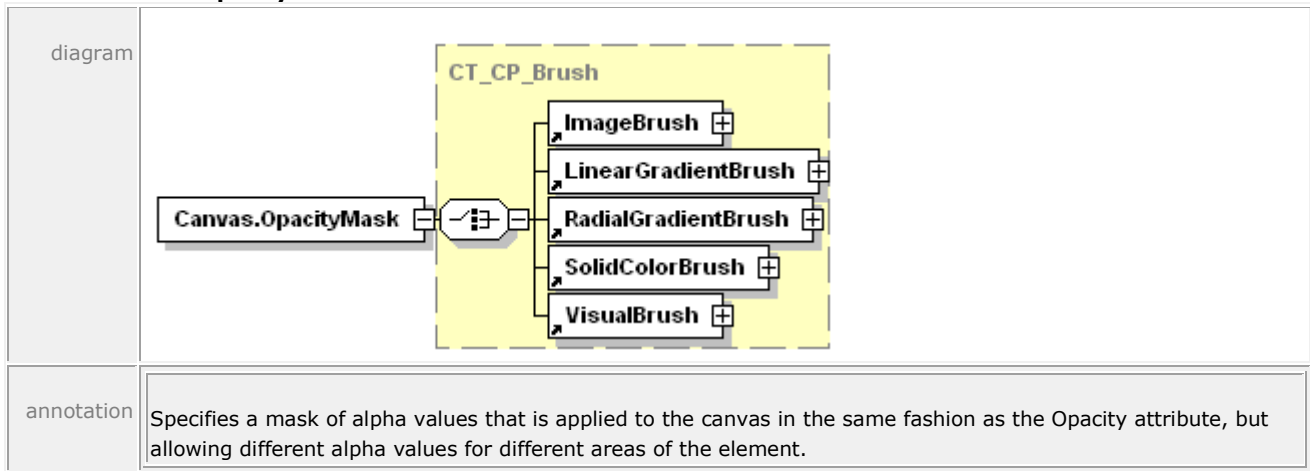 diagram
CT_CP_Brush
ImageBrush
LinearGradientBrush
Canvas.OpacityMask
RadialGradientBrush
SolidColorBrush
VisualBrush
annotation
Specifies a mask of alpha values that is applied to the canvas in the same fashion as the Opacity attribute, but
allowing different alpha values for different areas of the element.